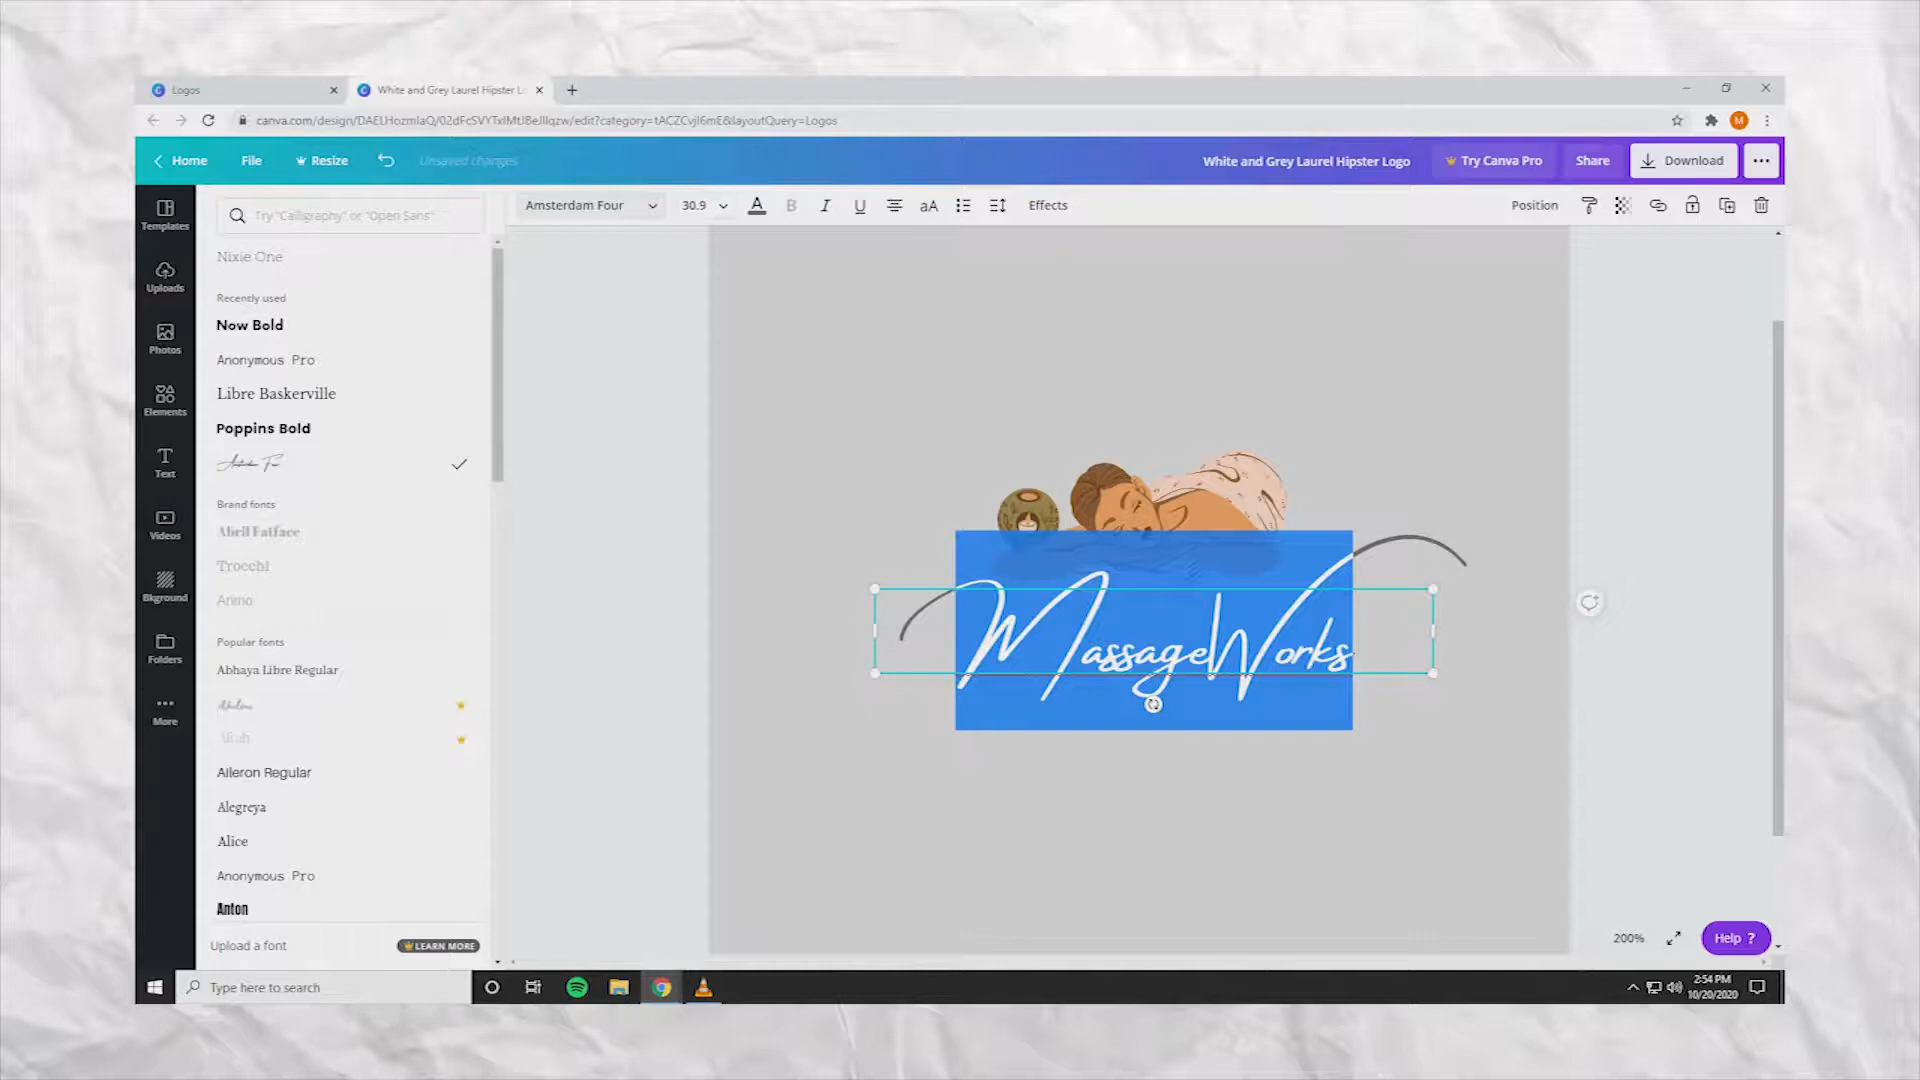 Logos
White and Grey Laurel Hipster L
canva.com/design/DAELHozmlaQ/02dFcSVYTxlMtJBeJllqzw/edit?category=tACZCvjI6mE&layoutQuery=Logos
M
Home File Resize Unsaved changes White and Grey Laurel Hipster Logo Try Canva Pro Share Download
Templates
Uploads
Photos
Elements
Text
Videos
Bkground
Folders
More
Try "Calligraphy" or "Open Sans"
Nixie One
Recently used
Now Bold
Anonymous Pro
Libre Baskerville
Poppins Bold
Brand fonts
Abril Fatface
Trocchi
Arimo
Popular fonts
Abhaya Libre Regular
Aileron Regular
Alegreya
Alice
Anonymous Pro
Anton
Upload a font LEARN MORE
Amsterdam Four 30.9 A B I U aA Effects Position
MassageWorks
200% Help ?
Type here to search
2:54 PM
10/20/2020